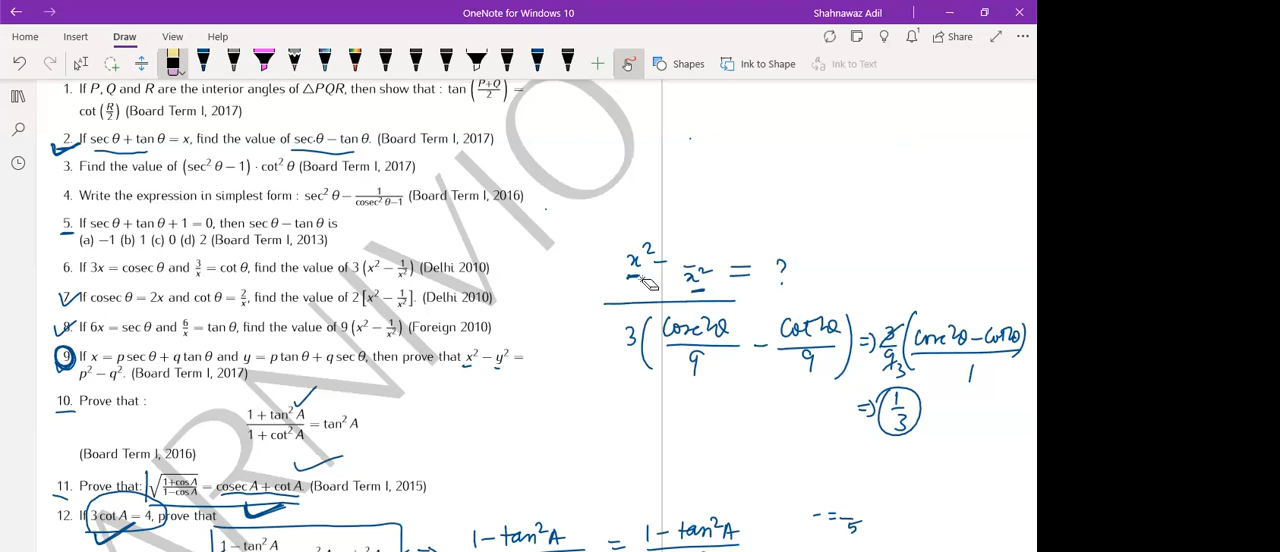 OneNote for Windows 10
Shahnawaz Adil
Home Insert Draw View Help
Share
Shapes Ink to Shape Ink to Text
1. If P, Q and R are the interior angles of △PQR, then show that : tan ((P+Q)/2) =
cot (R/2) (Board Term I, 2017)
2. If sec θ + tan θ = x, find the value of sec θ − tan θ. (Board Term I, 2017)
3. Find the value of (sec² θ − 1) · cot² θ (Board Term I, 2017)
4. Write the expression in simplest form : sec² θ − 1/(cosec² θ−1) (Board Term I, 2016)
5. If sec θ + tan θ + 1 = 0, then sec θ − tan θ is
(a) −1 (b) 1 (c) 0 (d) 2 (Board Term I, 2013)
6. If 3x = cosec θ and 3/x = cot θ, find the value of 3 (x² − 1/x²) (Delhi 2010)
7. If cosec θ = 2x and cot θ = 2/x, find the value of 2 [x² − 1/x²]. (Delhi 2010)
8. If 6x = sec θ and 6/x = tan θ, find the value of 9 (x² − 1/x²) (Foreign 2010)
9. If x = p sec θ + q tan θ and y = p tan θ + q sec θ, then prove that x² − y² =
p² − q². (Board Term I, 2017)
10. Prove that :
(1 + tan² A)/(1 + cot² A) = tan² A
(Board Term I, 2016)
11. Prove that: √((1+cos A)/(1−cos A)) = cosec A + cot A. (Board Term I, 2015)
12. If 3 cot A = 4, prove that
1 − tan² A
ARNIVIO
x² − x² = ?
3 (cosec²θ/9 − cot²θ/9) ⇒ 3/9 3 (cosec²θ − cot²θ)/1
⇒ 1/3
− = − 5
⇒ 1 − tan²A = 1 − tan²A